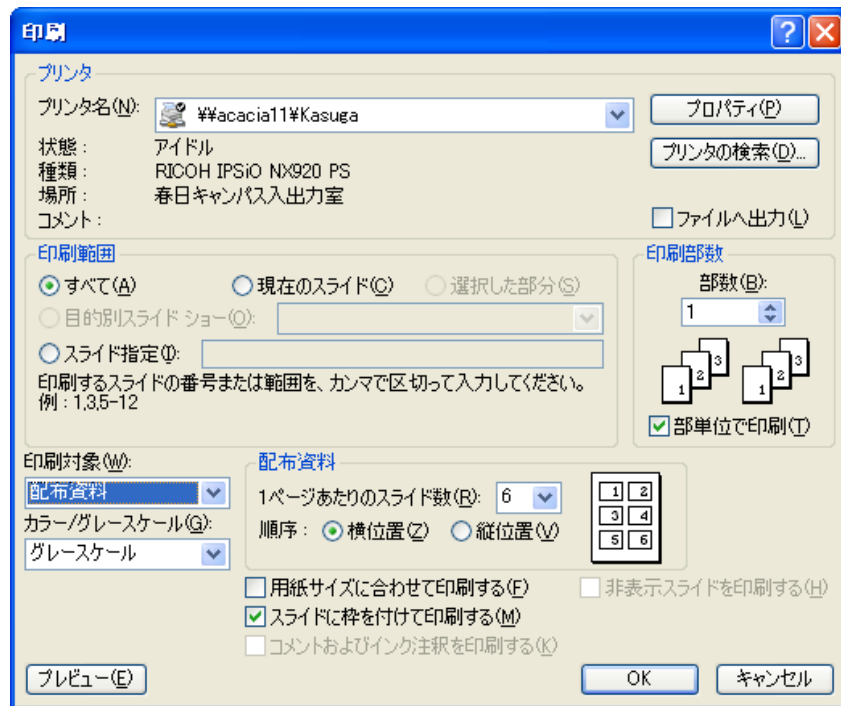 印刷
プリンタ
プリンタ名(N): ¥¥acacia11¥Kasuga プロパティ(P)
状態: アイドル プリンタの検索(D)...
種類: RICOH IPSiO NX920 PS
場所: 春日キャンパス入出力室
コメント: ファイルへ出力(L)
印刷範囲
すべて(A) 現在のスライド(C) 選択した部分(S)
目的別スライド ショー(O):
スライド指定(I):
印刷するスライドの番号または範囲を、カンマで区切って入力してください。
例:1,3,5-12
印刷部数
部数(B):
1
1 2 3 1 2 3
部単位で印刷(T)
印刷対象(W):
配布資料
カラー/グレースケール(G):
グレースケール
配布資料
1ページあたりのスライド数(R): 6
順序: 横位置(Z) 縦位置(V)
1 2
3 4
5 6
用紙サイズに合わせて印刷する(F) 非表示スライドを印刷する(H)
スライドに枠を付けて印刷する(M)
コメントおよびインク注釈を印刷する(K)
プレビュー(E) OK キャンセル